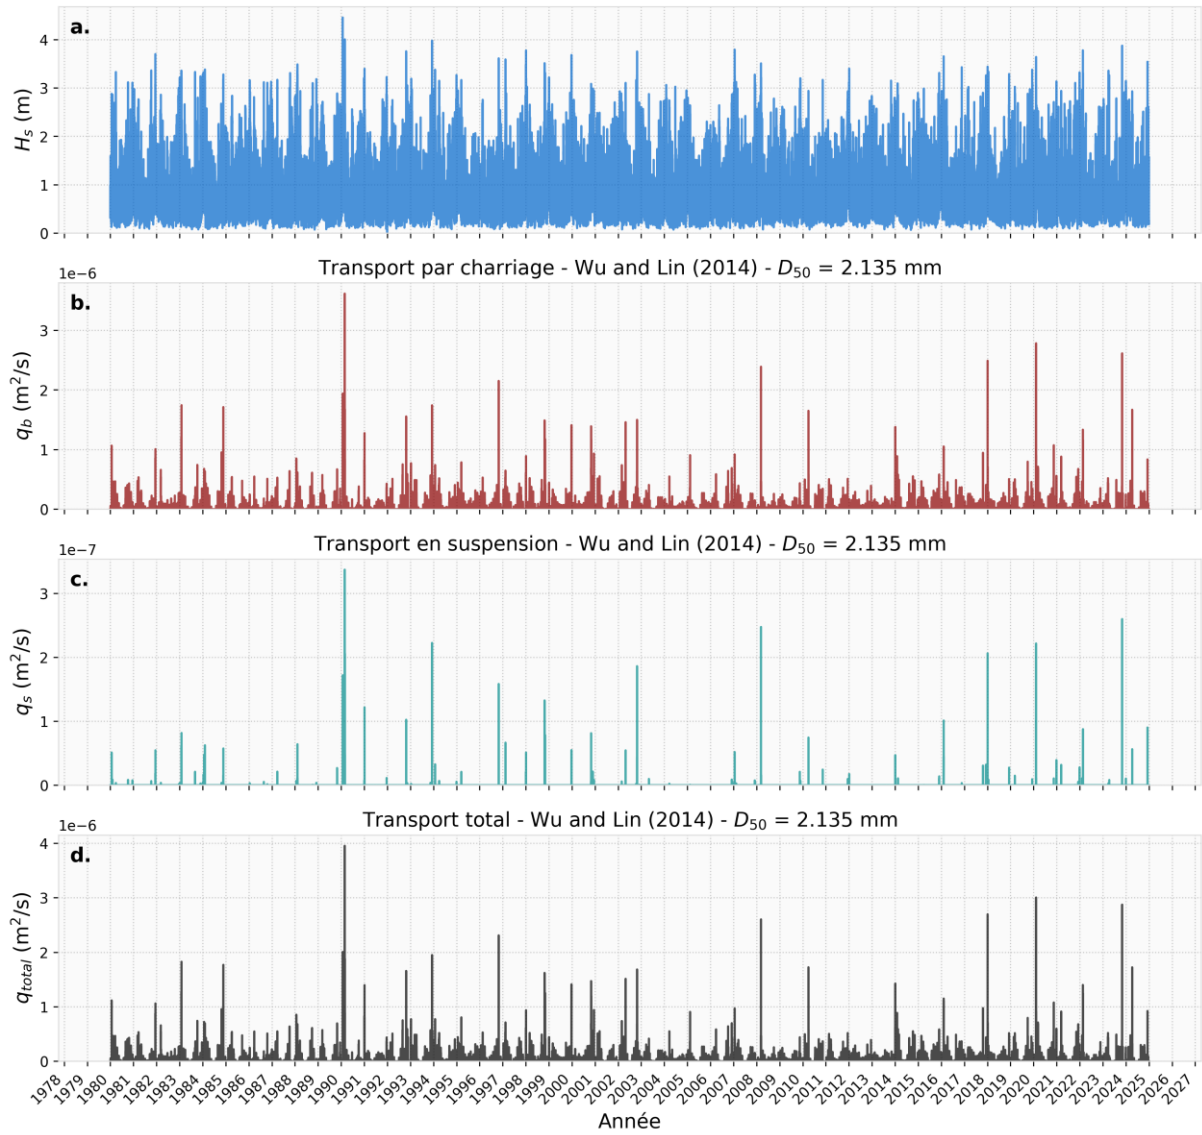 a.
4
3
2
1
0
H_s (m)
1e−6
Transport par charriage - Wu and Lin (2014) - D_50 = 2.135 mm
b.
3
2
1
0
q_b (m²/s)
1e−7
Transport en suspension - Wu and Lin (2014) - D_50 = 2.135 mm
c.
3
2
1
0
q_s (m²/s)
1e−6
Transport total - Wu and Lin (2014) - D_50 = 2.135 mm
d.
4
3
2
1
0
q_total (m²/s)
1978 1979 1980 1981 1982 1983 1984 1985 1986 1987 1988 1989 1990 1991 1992 1993 1994 1995 1996 1997 1998 1999 2000 2001 2002 2003 2004 2005 2006 2007 2008 2009 2010 2011 2012 2013 2014 2015 2016 2017 2018 2019 2020 2021 2022 2023 2024 2025 2026 2027
Année